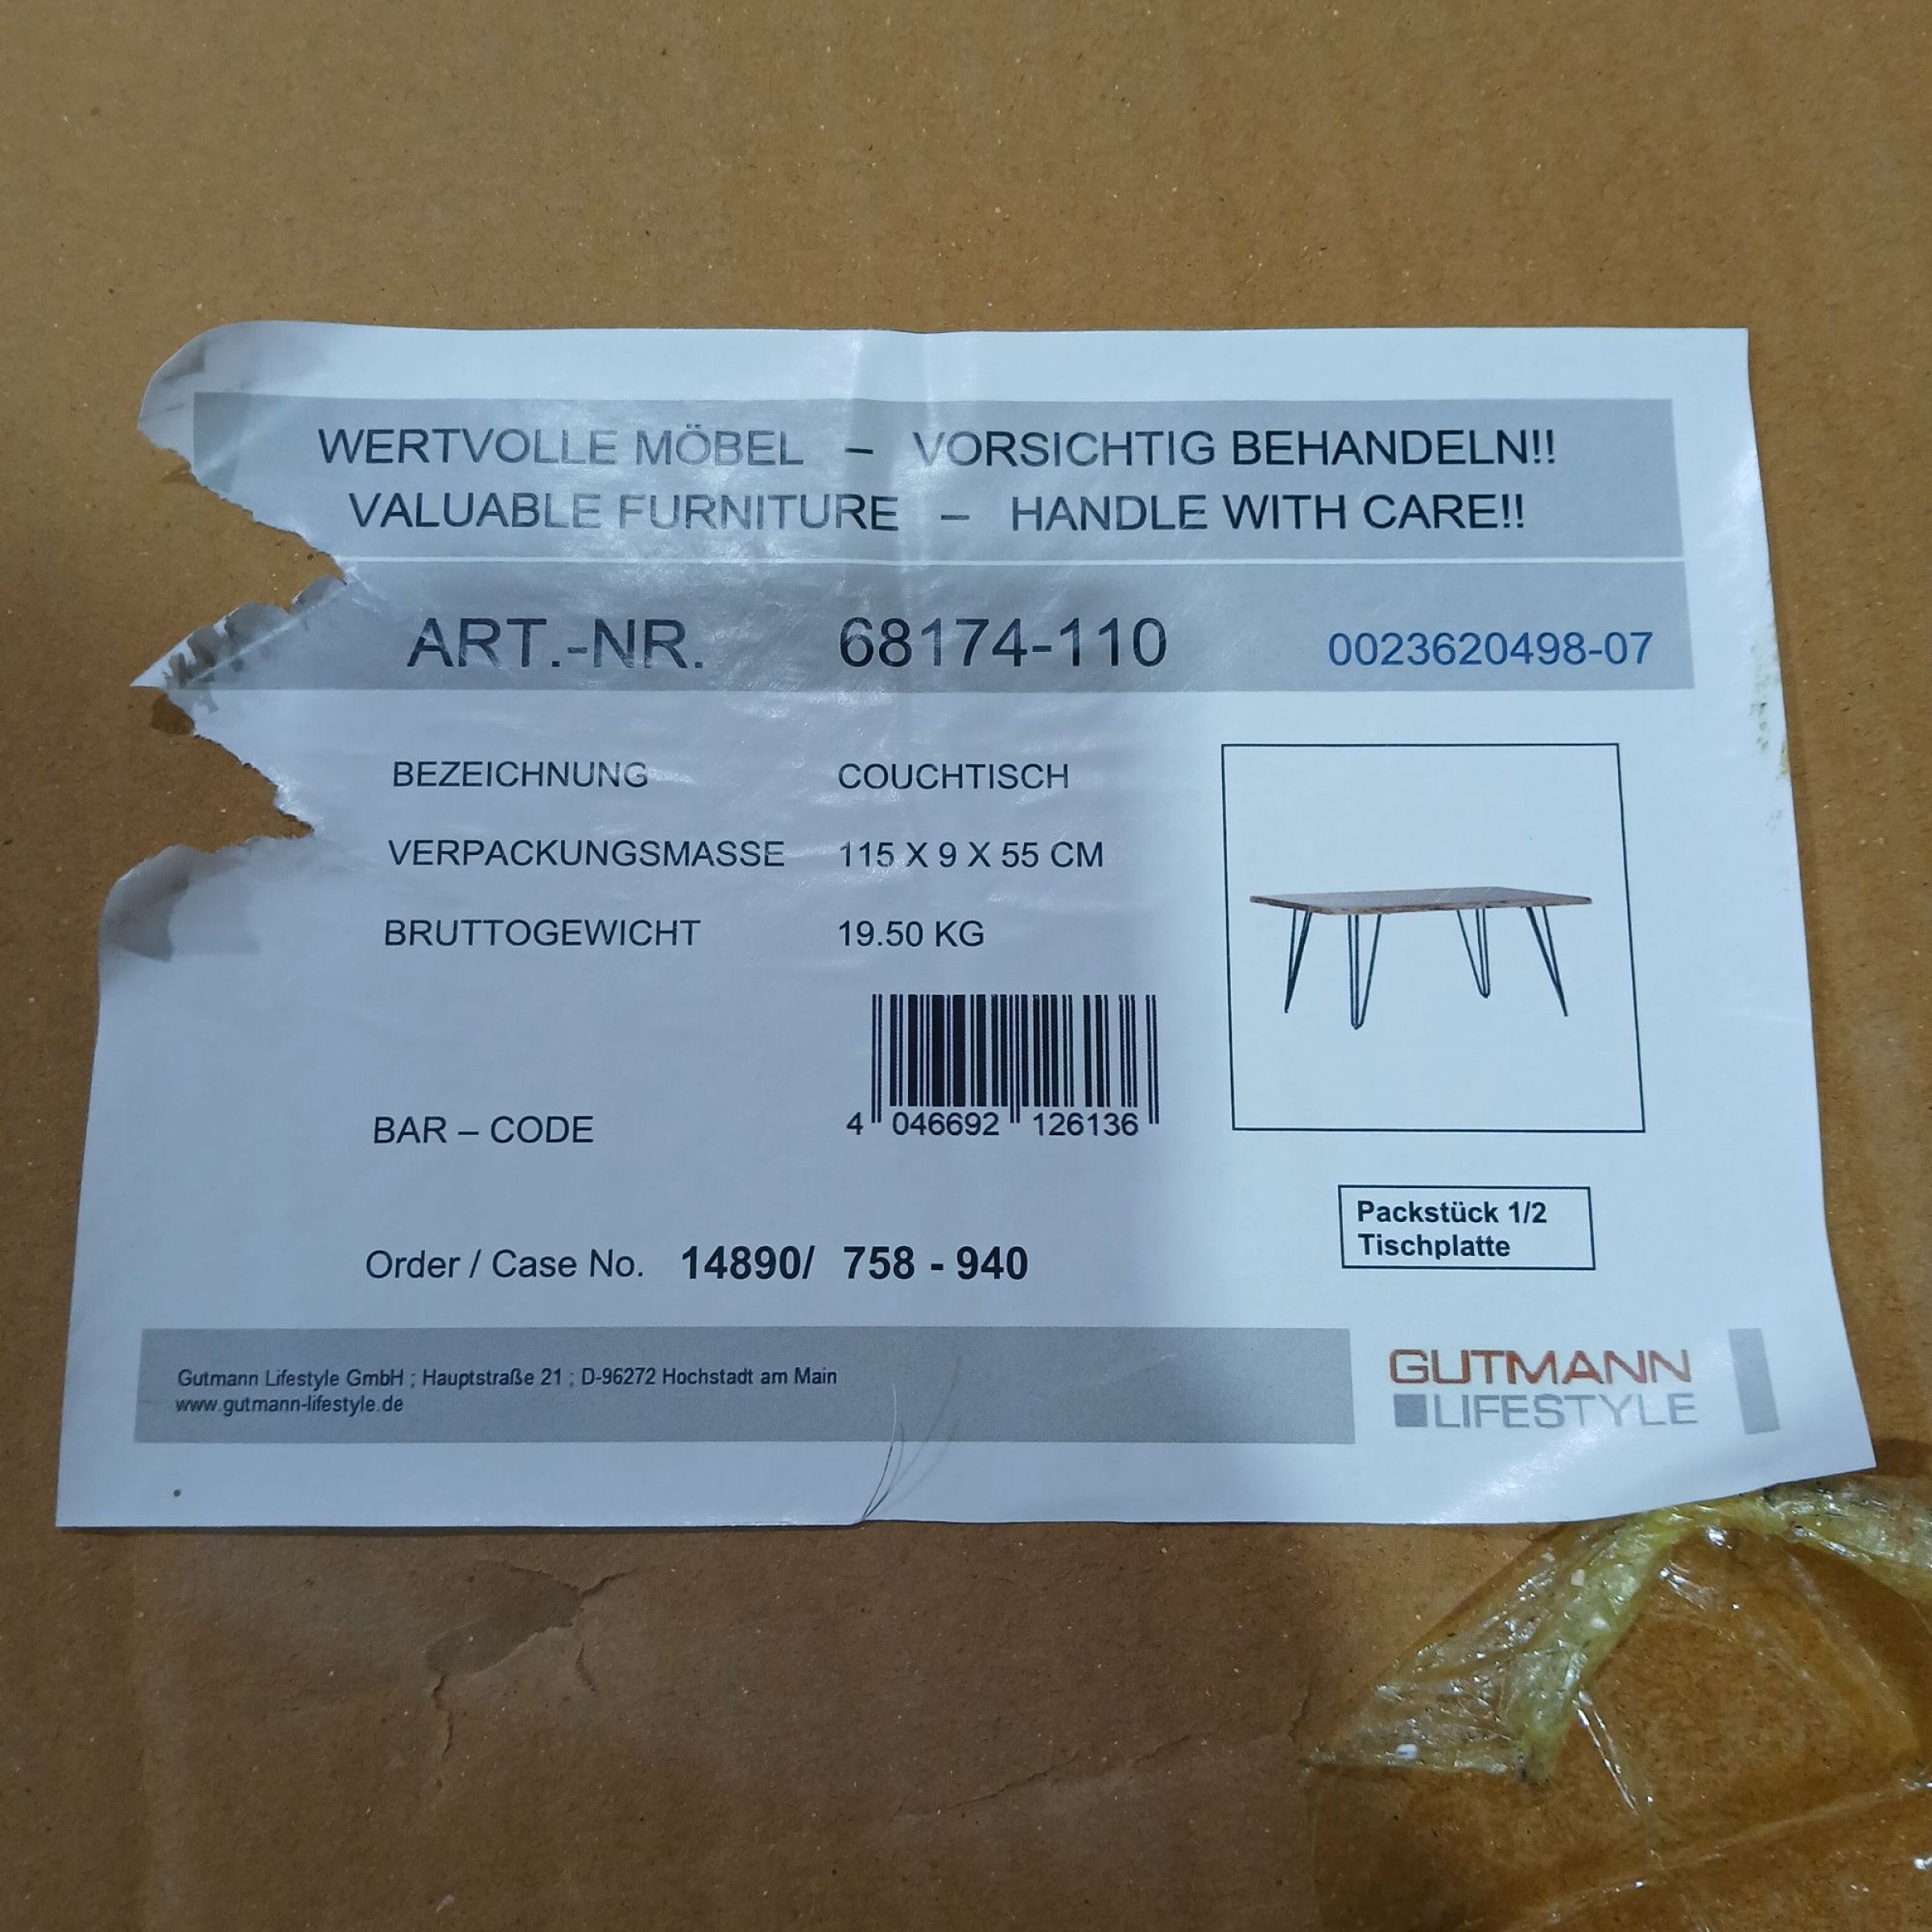 WERTVOLLE MÖBEL – VORSICHTIG BEHANDELN!!
VALUABLE FURNITURE – HANDLE WITH CARE!!
ART.-NR. 68174-110 0023620498-07
BEZEICHNUNG COUCHTISCH
VERPACKUNGSMASSE 115 X 9 X 55 CM
BRUTTOGEWICHT 19.50 KG
BAR – CODE 4 046692 126136
Packstück 1/2
Tischplatte
Order / Case No. 14890/ 758 - 940
Gutmann Lifestyle GmbH ; Hauptstraße 21 ; D-96272 Hochstadt am Main
www.gutmann-lifestyle.de
GUTMANN
LIFESTYLE